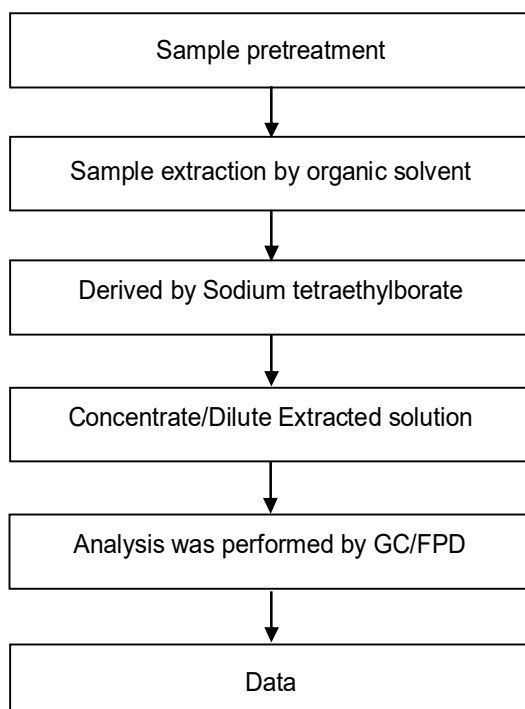 Sample pretreatment
Sample extraction by organic solvent
Derived by Sodium tetraethylborate
Concentrate/Dilute Extracted solution
Analysis was performed by GC/FPD
Data